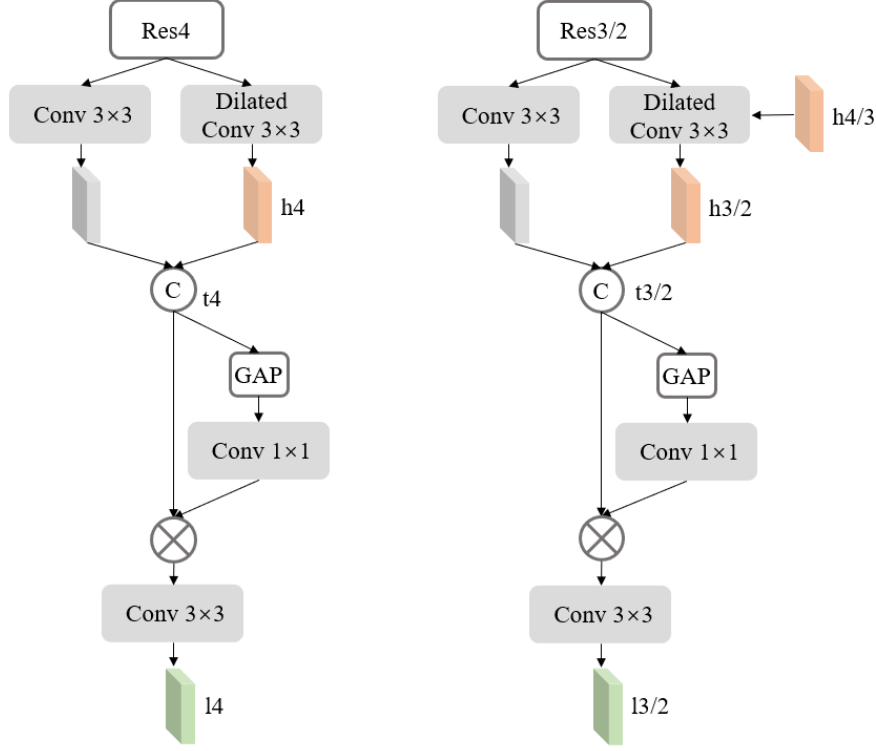 Res4
Conv 3×3
Dilated
Conv 3×3
h4
C
t4
GAP
Conv 1×1
Conv 3×3
l4
Res3/2
Conv 3×3
Dilated
Conv 3×3
h4/3
h3/2
C
t3/2
GAP
Conv 1×1
Conv 3×3
l3/2